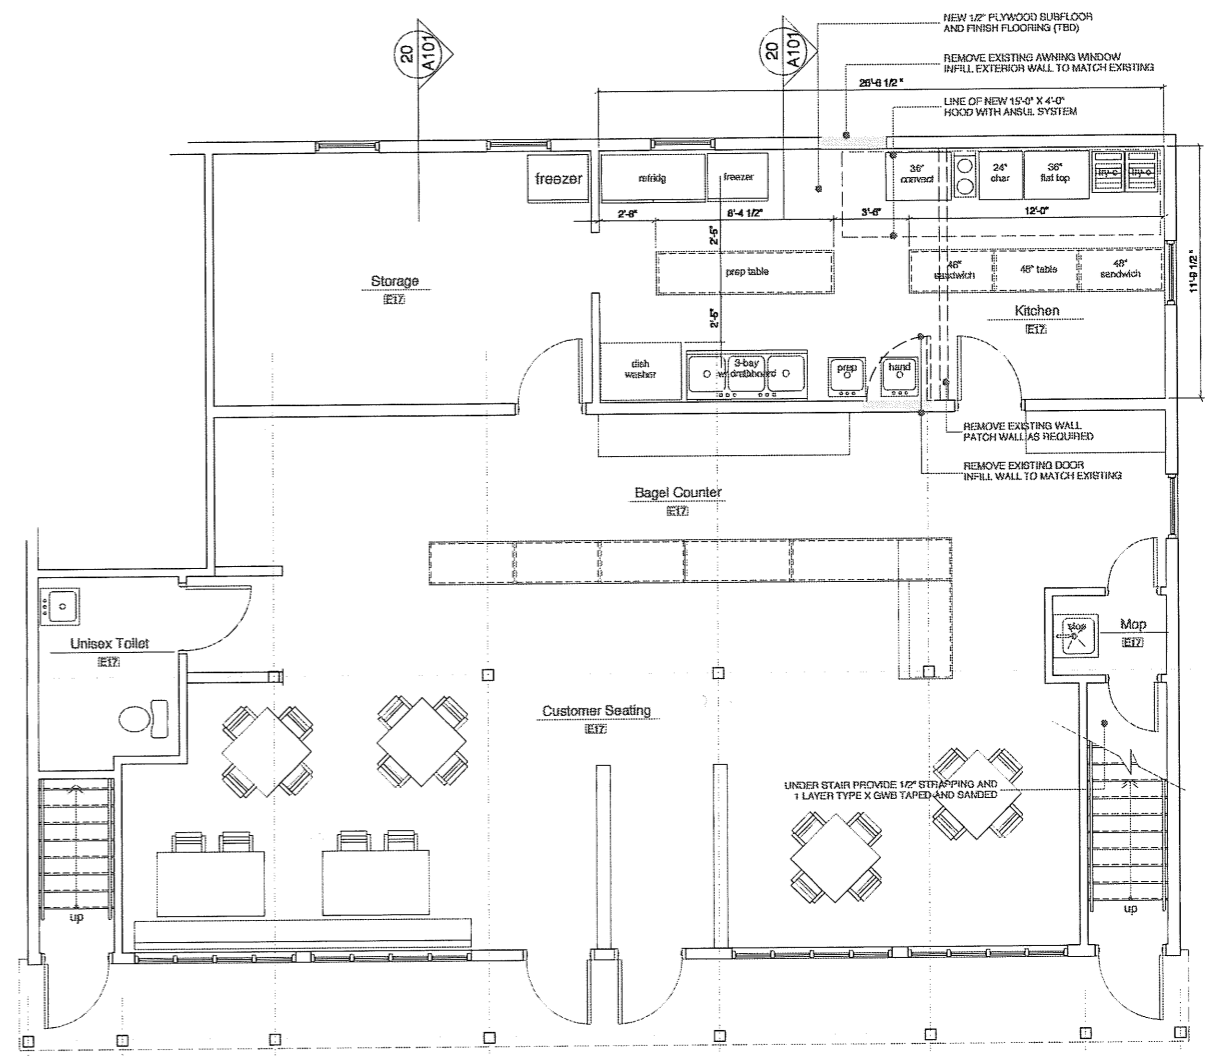 NEW 1/2" PLYWOOD SUBFLOOR
AND FINISH FLOORING (TBD)
20
A101
20
A101
REMOVE EXISTING AWNING WINDOW
INFILL EXTERIOR WALL TO MATCH EXISTING
26'-6 1/2"
LINE OF NEW 15'-0" X 4'-0"
HOOD WITH ANSUL SYSTEM
freezer
refridg
freezer
36"
convect
24"
char
36"
flat top
2'-6"
8'-4 1/2"
3'-6"
12'-0"
2'-5"
11'-9 1/2"
prep table
48"
sandwich
48" table
48"
sandwich
Storage
E17
Kitchen
E17
2'-5"
dish
washer
3-bay
w/ drainboard
prep
hand
REMOVE EXISTING WALL
PATCH WALL AS REQUIRED
REMOVE EXISTING DOOR
INFILL WALL TO MATCH EXISTING
Bagel Counter
E17
Unisex Toilet
E17
mop
Mop
E17
Customer Seating
E17
UNDER STAIR PROVIDE 1/2" STRAPPING AND
1 LAYER TYPE X GWB TAPED AND SANDED
up
up